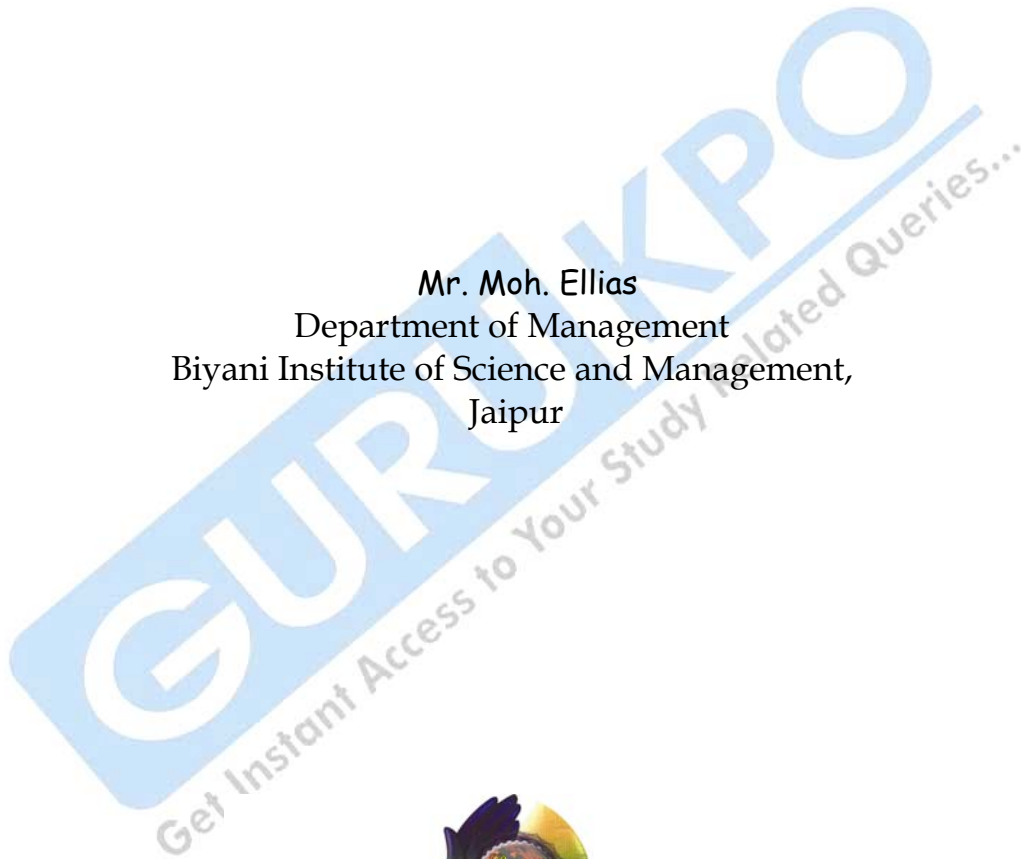 Mr. Moh. Ellias
Department of Management
Biyani Institute of Science and Management,
Jaipur
GURUKPO
Get Instant Access to Your Study Related Queries...